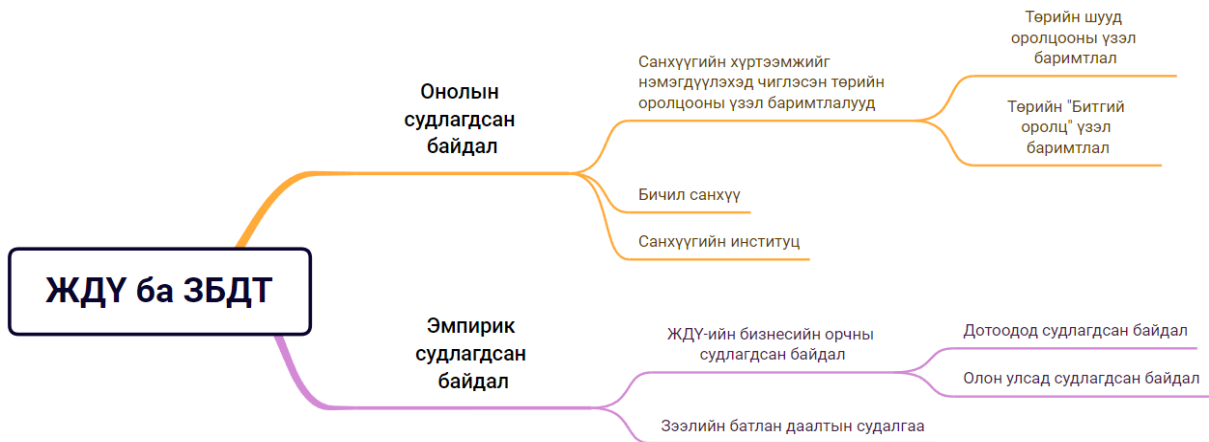 ЖДҮ ба ЗБДТ
Онолын
судлагдсан
байдал
Санхүүгийн хүртээмжийг
нэмэгдүүлэхэд чиглэсэн төрийн
оролцооны үзэл баримтлалууд
Төрийн шууд
оролцооны үзэл
баримтлал
Төрийн "Битгий
оролц" үзэл
баримтлал
Бичил санхүү
Санхүүгийн институц
Эмпирик
судлагдсан
байдал
ЖДҮ-ийн бизнесийн орчны
судлагдсан байдал
Дотоодод судлагдсан байдал
Олон улсад судлагдсан байдал
Зээлийн батлан даалтын судалгаа